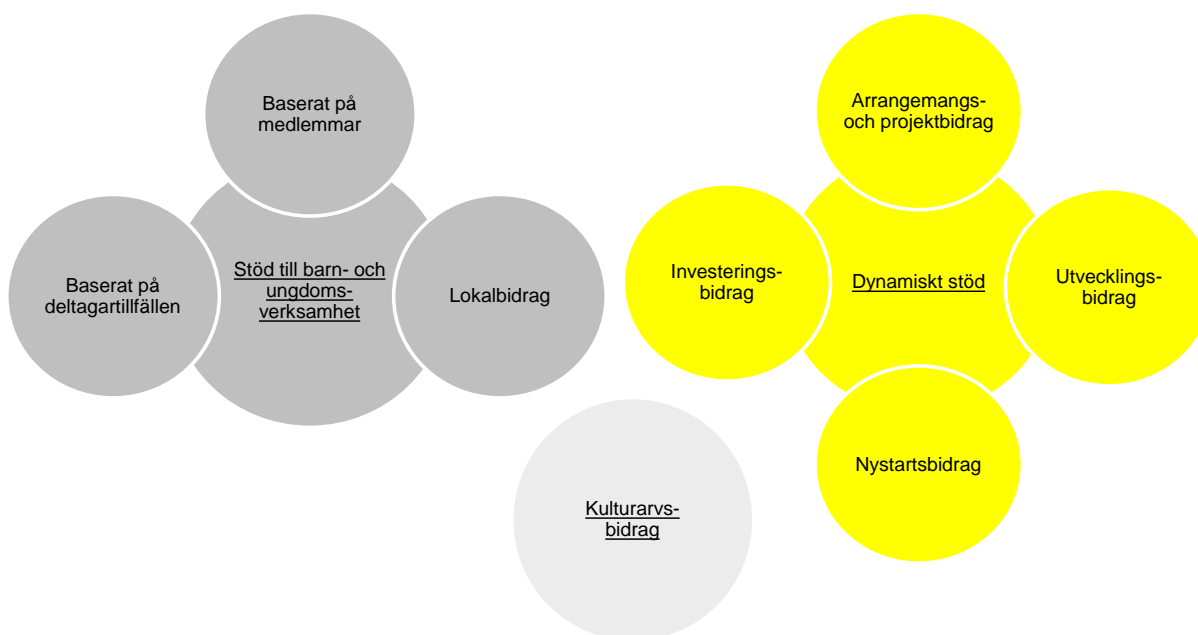 Baserat på
medlemmar
Baserat på
deltagartillfällen
Stöd till barn- och
ungdoms-
verksamhet
Lokalbidrag
Arrangemangs-
och projektbidrag
Investerings-
bidrag
Dynamiskt stöd
Utvecklings-
bidrag
Nystartsbidrag
Kulturarvs-
bidrag